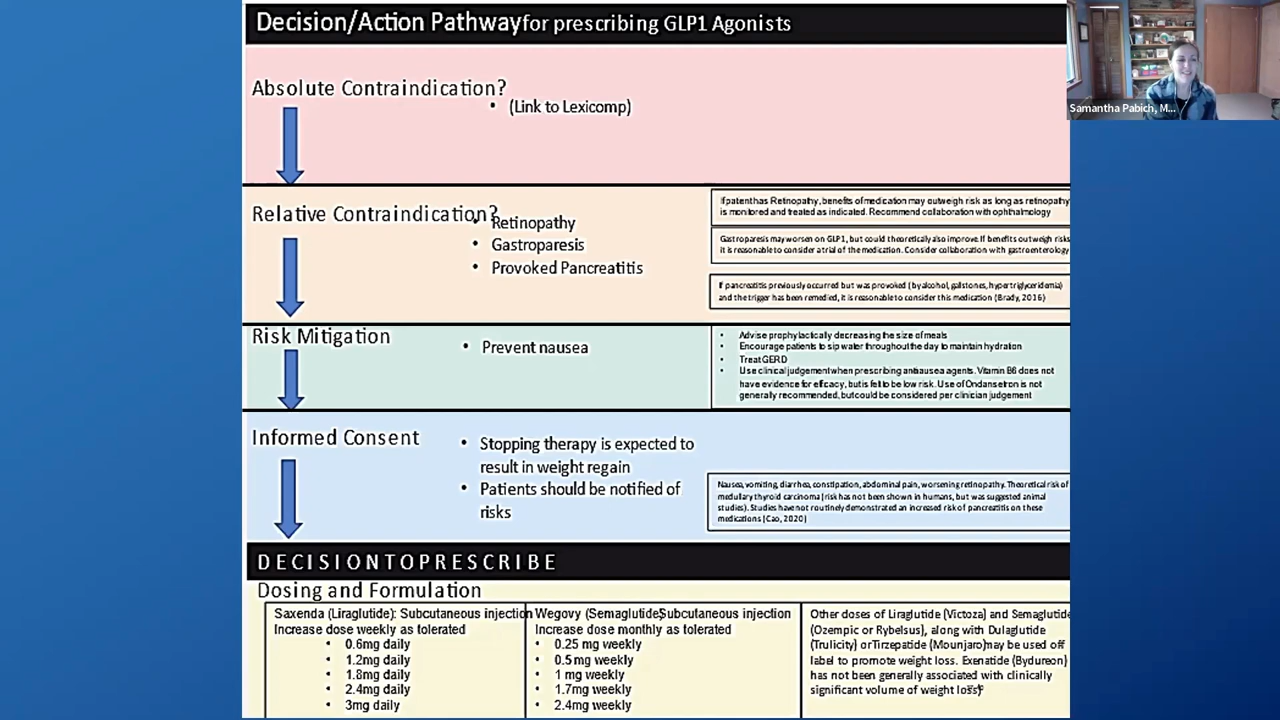 Decision/Action Pathway for prescribing GLP1 Agonists
Samantha Pabich, M...
Absolute Contraindication?
• (Link to Lexicomp)
Relative Contraindication?
• Retinopathy
• Gastroparesis
• Provoked Pancreatitis
If patient has Retinopathy, benefits of medication may outweigh risk as long as retinopathy
is monitored and treated as indicated. Recommend collaboration with ophthalmology
Gastroparesis may worsen on GLP1, but could theoretically also improve. If benefits outweigh risks
it is reasonable to consider a trial of the medication. Consider collaboration with gastroenterology
If pancreatitis previously occurred but was provoked (by alcohol, gallstones, hypertriglyceridemia)
and the trigger has been remedied, it is reasonable to consider this medication (Brady, 2016)
Risk Mitigation
• Prevent nausea
• Advise prophylactically decreasing the size of meals
• Encourage patients to sip water throughout the day to maintain hydration
• Treat GERD
• Use clinical judgement when prescribing antiausea agents. Vitamin B6 does not
have evidence for efficacy, but is felt to be low risk. Use of Ondansetron is not
generally recommended, but could be considered per clinician judgement
Informed Consent
• Stopping therapy is expected to
result in weight regain
• Patients should be notified of
risks
Nausea, vomiting, diarrhea, constipation, abdominal pain, worsening retinopathy. Theoretical risk of
medullary thyroid carcinoma (risk has not been shown in humans, but was suggested animal
studies). Studies have not routinely demonstrated an increased risk of pancreatitis on these
medications (Cao, 2020)
DECISION TO PRESCRIBE
Dosing and Formulation
Saxenda (Liraglutide): Subcutaneous injection
Increase dose weekly as tolerated
• 0.6mg daily
• 1.2mg daily
• 1.8mg daily
• 2.4mg daily
• 3mg daily
Wegovy (Semaglutide) Subcutaneous injection
Increase dose monthly as tolerated
• 0.25 mg weekly
• 0.5 mg weekly
• 1 mg weekly
• 1.7mg weekly
• 2.4mg weekly
Other doses of Liraglutide (Victoza) and Semaglutide
(Ozempic or Rybelsus), along with Dulaglutide
(Trulicity) or Tirzepatide (Mounjaro) may be used off
label to promote weight loss. Exenatide (Bydureon)
has not been generally associated with clinically
significant volume of weight loss